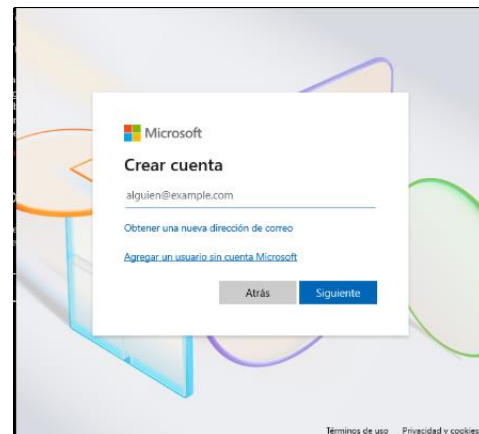 Microsoft
Crear cuenta
alguien@example.com
Obtener una nueva dirección de correo
Agregar un usuario sin cuenta Microsoft
Atrás Siguiente
Términos de uso Privacidad y cookies